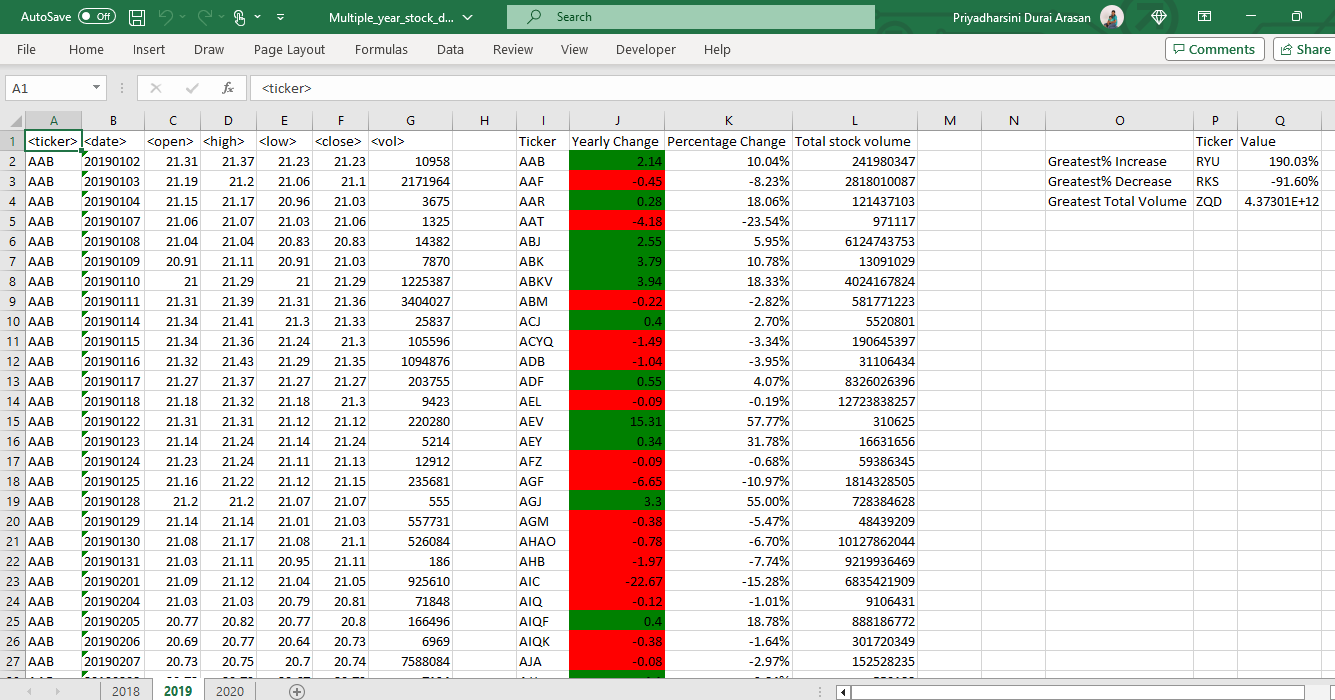 AutoSave Off Multiple_year_stock_d... Search Priyadharsini Durai Arasan
File Home Insert Draw Page Layout Formulas Data Review View Developer Help Comments Share
A1 fx <ticker>
A B C D E F G H I J K L M N O P Q
1 <ticker> <date> <open> <high> <low> <close> <vol> Ticker Yearly Change Percentage Change Total stock volume Ticker Value
2 AAB 20190102 21.31 21.37 21.23 21.23 10958 AAB 2.14 10.04% 241980347 Greatest% Increase RYU 190.03%
3 AAB 20190103 21.19 21.2 21.06 21.1 2171964 AAF -0.45 -8.23% 2818010087 Greatest% Decrease RKS -91.60%
4 AAB 20190104 21.15 21.17 20.96 21.03 3675 AAR 0.28 18.06% 121437103 Greatest Total Volume ZQD 4.37301E+12
5 AAB 20190107 21.06 21.07 21.03 21.06 1325 AAT -4.18 -23.54% 971117
6 AAB 20190108 21.04 21.04 20.83 20.83 14382 ABJ 2.55 5.95% 6124743753
7 AAB 20190109 20.91 21.11 20.91 21.03 7870 ABK 3.79 10.78% 13091029
8 AAB 20190110 21 21.29 21 21.29 1225387 ABKV 3.94 18.33% 4024167824
9 AAB 20190111 21.31 21.39 21.31 21.36 3404027 ABM -0.22 -2.82% 581771223
10 AAB 20190114 21.34 21.41 21.3 21.33 25837 ACJ 0.4 2.70% 5520801
11 AAB 20190115 21.34 21.36 21.24 21.3 105596 ACYQ -1.49 -3.34% 190645397
12 AAB 20190116 21.32 21.43 21.29 21.35 1094876 ADB -1.04 -3.95% 31106434
13 AAB 20190117 21.27 21.37 21.27 21.27 203755 ADF 0.55 4.07% 8326026396
14 AAB 20190118 21.18 21.32 21.18 21.3 9423 AEL -0.09 -0.19% 12723838257
15 AAB 20190122 21.31 21.31 21.12 21.12 220280 AEV 15.31 57.77% 310625
16 AAB 20190123 21.14 21.24 21.14 21.24 5214 AEY 0.34 31.78% 16631656
17 AAB 20190124 21.23 21.24 21.11 21.13 12912 AFZ -0.09 -0.68% 59386345
18 AAB 20190125 21.16 21.22 21.12 21.15 235681 AGF -6.65 -10.97% 1814328505
19 AAB 20190128 21.2 21.2 21.07 21.07 555 AGJ 3.3 55.00% 728384628
20 AAB 20190129 21.14 21.14 21.01 21.03 557731 AGM -0.38 -5.47% 48439209
21 AAB 20190130 21.08 21.17 21.08 21.1 526084 AHAO -0.78 -6.70% 10127862044
22 AAB 20190131 21.03 21.11 20.95 21.11 186 AHB -1.97 -7.74% 9219936469
23 AAB 20190201 21.09 21.12 21.04 21.05 925610 AIC -22.67 -15.28% 6835421909
24 AAB 20190204 21.03 21.03 20.79 20.81 71848 AIQ -0.12 -1.01% 9106431
25 AAB 20190205 20.77 20.82 20.77 20.8 166496 AIQF 0.4 18.78% 888186772
26 AAB 20190206 20.69 20.77 20.64 20.73 6969 AIQK -0.38 -1.64% 301720349
27 AAB 20190207 20.73 20.75 20.7 20.74 7588084 AJA -0.08 -2.97% 152528235
2018 2019 2020